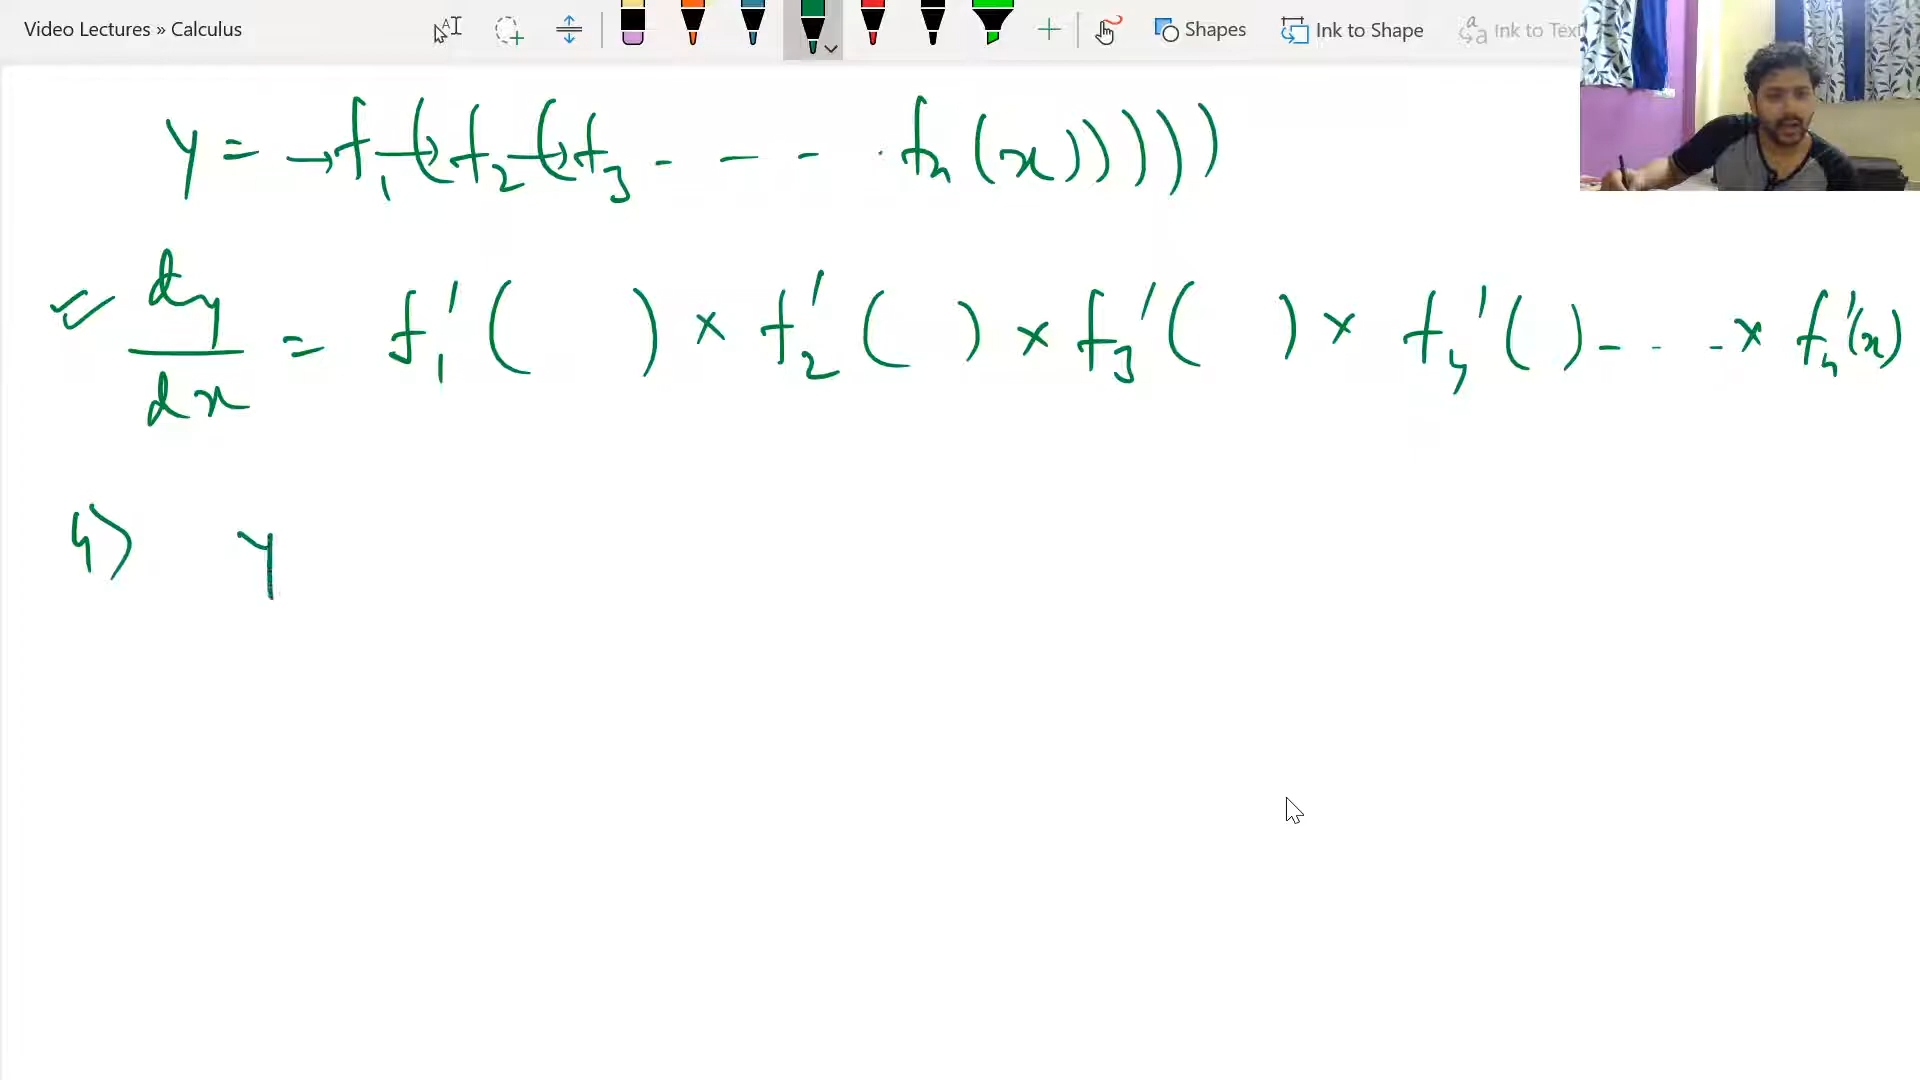 Video Lectures » Calculus
Shapes
Ink to Shape
Ink to Text
y = → f₁(→ f₂(→ f₃ - - - . fn(x)))))
dy/dx = f₁'( ) × f₂'( ) × f₃'( ) × f₄'( ) - - - × fn'(x)
4) y